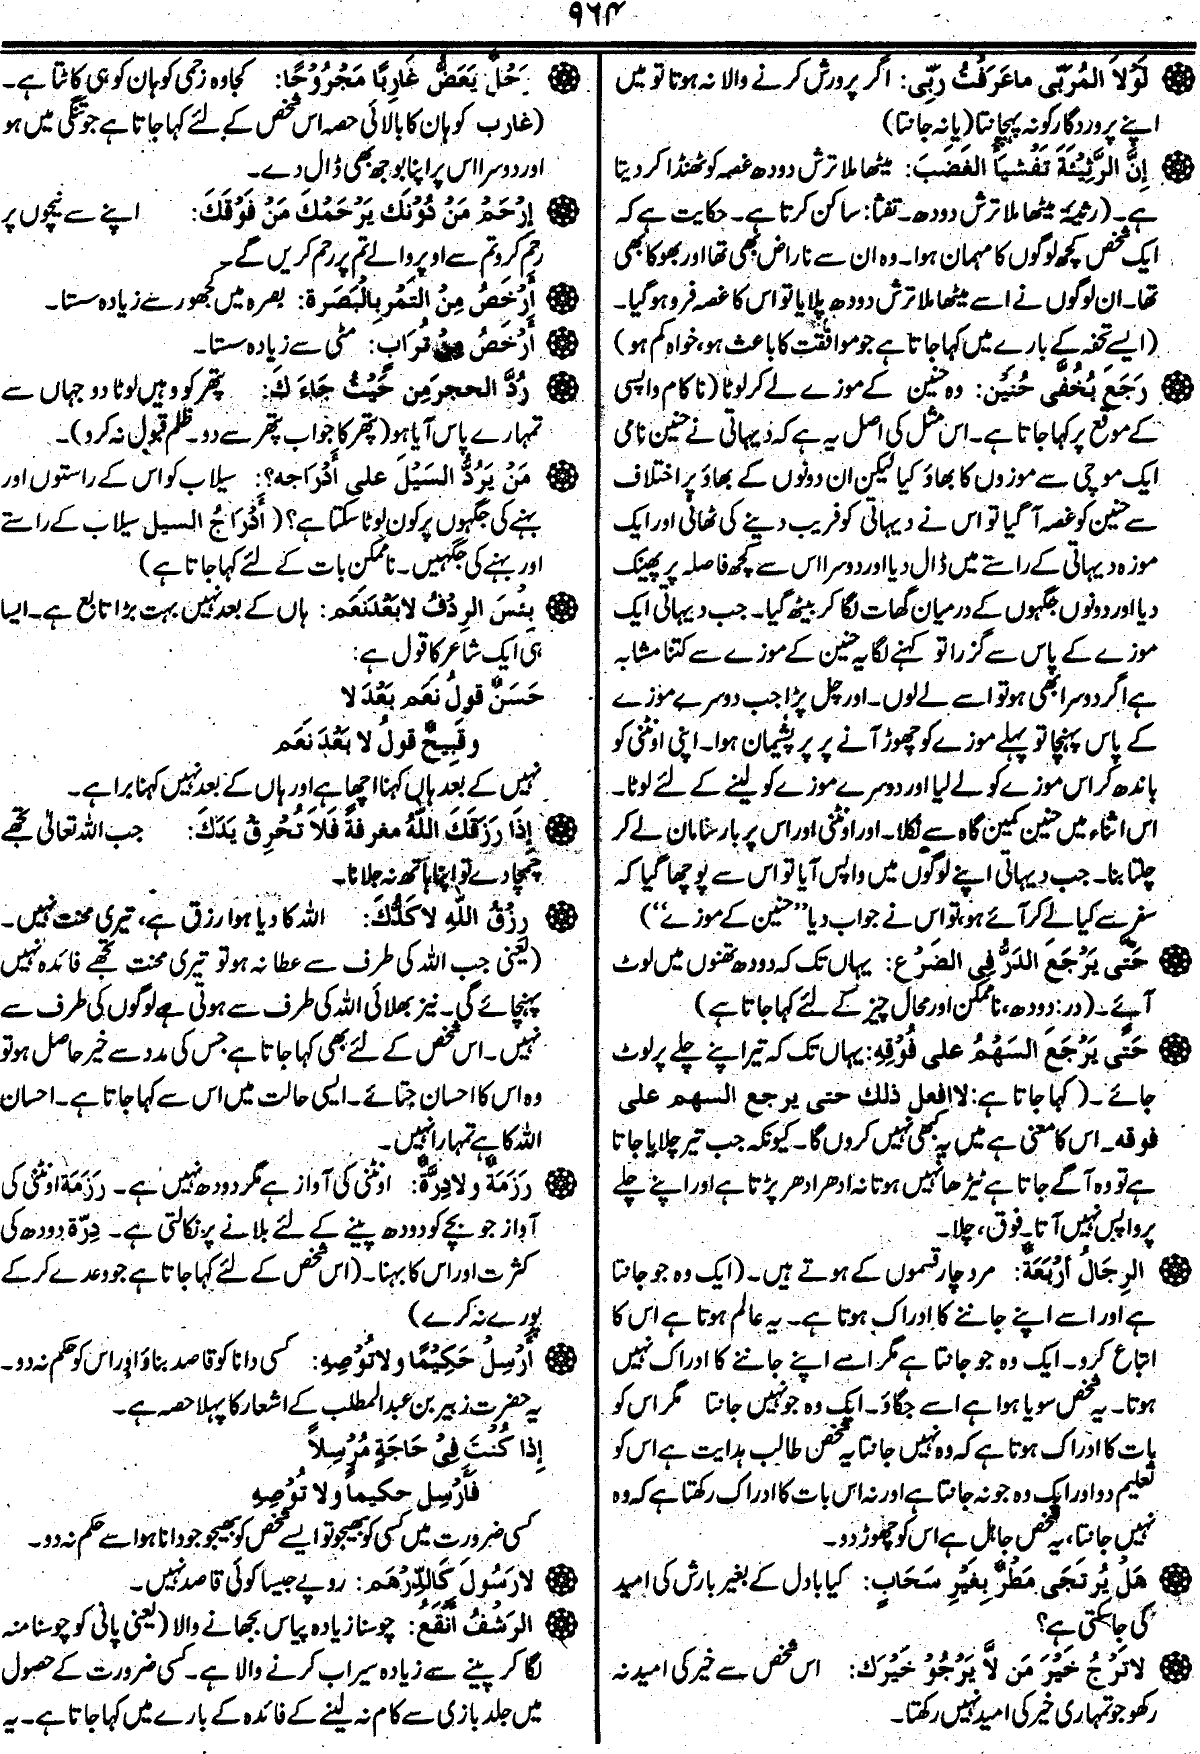 ۹۶۴
لَوْلاَ المُرَبِّی ماعَرَفْتُ رَبِّی: اگر پرورش کرنے والا نہ ہوتا تو میں
اپنے پروردگار کو نہ پہچانتا (یا نہ جانتا)
اِنَّ الرَّثِيْئَةَ تَفْشَأُ الغَضَبَ: میٹھا ملا ترش دودھ غصہ کو ٹھنڈا کر دیتا
ہے۔ (رثیۃ میٹھا ملا ترش دودھ۔ تفثا: ساکن کرتا ہے۔ حکایت ہے کہ
ایک شخص کچھ لوگوں کا مہمان ہوا۔ وہ ان سے ناراض بھی تھا اور بھوکا بھی
تھا۔ ان لوگوں نے اسے میٹھا ملا ترش دودھ پلایا تو اس کا غصہ فرو ہو گیا۔
(ایسے تحفہ کے بارے میں کہا جاتا ہے جو موافقت کا باعث ہو، خواہ کم ہو)
رَجَعَ بُخُفَّى حُنَيْن: وہ حنین کے موزے لے کر لوٹا (ناکام واپسی
کے موقع پر کہا جاتا ہے۔ اس مثل کی اصل یہ ہے کہ دیہاتی نے حنین نامی
ایک موچی سے موزوں کا بھاؤ کیا لیکن ان دونوں کے بھاؤ پر اختلاف
سے حنین کو غصہ آ گیا تو اس نے دیہاتی کو فریب دینے کی ٹھانی اور ایک
موزہ دیہاتی کے راستے میں ڈال دیا اور دوسرا اس سے کچھ فاصلہ پر پھینک
دیا اور دونوں جگہوں کے درمیان گھات لگا کر بیٹھ گیا۔ جب دیہاتی ایک
موزے کے پاس سے گزرا تو کہنے لگا یہ حنین کے موزے سے کتنا مشابہ
ہے اگر دوسرا بھی ہو تو اسے لے لوں۔ اور چل پڑا جب دوسرے موزے
کے پاس پہنچا تو پہلے موزے کو چھوڑ آنے پر پر پشیمان ہوا۔ اپنی اونٹنی کو
باندھ کر اس موزے کو لے لیا اور دوسرے موزے کو لینے کے لئے لوٹا۔
اس اثناء میں حنین کمین گاہ سے نکلا۔ اور اونٹنی اور اس پر بار سامان لے کر
چلتا بنا۔ جب دیہاتی اپنے لوگوں میں واپس آیا تو اس سے پوچھا گیا کہ
سفر سے کیا لے کر آئے ہو، تو اس نے جواب دیا ”حنین کے موزے“)
حَتّٰى يَرْجَعَ الدَرُّ فِى الضَرْعِ: یہاں تک کہ دودھ تھنوں میں لوٹ
آئے۔ (در: دودھ، ناممکن اور محال چیز کے لئے کہا جاتا ہے)
حَتّٰى يَرْجَعَ السَهْمُ على فُوْقِهِ: یہاں تک کہ تیر اپنے چلے پر لوٹ
جائے۔ (کہا جاتا ہے: لاافعل ذلك حتى يرجع السهم على
فوقه۔ اس کا معنی ہے میں یہ کبھی نہیں کروں گا۔ کیونکہ جب تیر چلایا جاتا
ہے تو وہ آگے جاتا ہے ٹیڑھا نہیں ہوتا نہ ادھر ادھر پڑتا ہے اور اپنے چلے
پر واپس نہیں آتا۔ فوق، چلا۔
الرِجَالُ اَرْبَعَةٌ: مرد چار قسموں کے ہوتے ہیں۔ (ایک وہ جو جانتا
ہے اور اسے اپنے جاننے کا ادراک ہوتا ہے۔ یہ عالم ہوتا ہے اس کا
اتباع کرو۔ ایک وہ جو جانتا ہے مگر اسے اپنے جاننے کا ادراک نہیں
ہوتا۔ یہ شخص سویا ہوا ہے اسے جگاؤ۔ ایک وہ جو نہیں جانتا مگر اس کو
بات کا ادراک ہوتا ہے کہ وہ نہیں جانتا یہ شخص طالب ہدایت ہے اس کو
تعلیم دو اور ایک وہ جو نہ جانتا ہے اور نہ اس بات کا ادراک رکھتا ہے کہ وہ
نہیں جانتا، یہ شخص جاہل ہے اس کو چھوڑ دو۔
هَلْ يُرْتَجَى مَطْرٌ بِغَيْرِ سَحَابٍ: کیا بادل کے بغیر بارش کی امید
کی جا سکتی ہے؟
لاتَرْجُ خَيْرَ مَن لَّا يَرْجُوْ خَيْرَك: اس شخص سے خیر کی امید نہ
رکھو جو تمہاری خیر کی امید نہیں رکھتا۔
رَحْلٌ يَعَضُّ غَارِبًا مَجْرُوْحًا: کجاوہ زخمی کوہان کو ہی کاٹتا ہے۔
(غارب کوہان کا بالائی حصہ اس شخص کے لئے کہا جاتا ہے جو تنگی میں ہو
اور دوسرا اس پر اپنا بوجھ بھی ڈال دے۔
اِرْحَمْ مَنْ دُوْنَكَ يَرْحَمْكَ مَنْ فَوْقَكَ: اپنے سے نیچوں پر
رحم کرو تم سے اوپر والے تم پر رحم کریں گے۔
أَرْخَصُ مِنُ التَمْرِ بِالْبَصَرة: بصرہ میں کھجور سے زیادہ سستا۔
أَرْخَصُ مِن تُرَابٍ: مٹی سے زیادہ سستا۔
رُدَّ الحجرَمِن حَيْثُ جَاءَ كَ: پتھر کو وہیں لوٹا دو جہاں سے
تمہارے پاس آیا ہو (پتھر کا جواب پتھر سے دو۔ ظلم قبول نہ کرو)۔
مَنْ يَرُدُّ السَيْلَ على أَدْرَاجه؟: سیلاب کو اس کے راستوں اور
بہنے کی جگہوں پر کون لوٹا سکتا ہے؟ (أَدْرَاجُ السيل سیلاب کے راستے
اور بہنے کی جگہیں۔ ناممکن بات کے لئے کہا جاتا ہے)
بِئْسَ الرِدْفُ لابَعْدَنَعَم: ہاں کے بعد نہیں بہت بڑا تابع ہے۔ ایسا
ہی ایک شاعر کا قول ہے:
حَسَنٌ قولُ نَعَم بَعْدَ لا
وقَبِيحٌ قولُ لا بَعْدَ نَعَم
نہیں کے بعد ہاں کہنا اچھا ہے اور ہاں کے بعد نہیں کہنا برا ہے۔
اِذَا رَزَقَكَ اللَّهُ مغرفةً فَلاَ تُحْرِقْ يَدَكَ: جب اللہ تعالیٰ تجھے
چمچا دے تو اپنا ہاتھ نہ جلانا۔
رِزْقُ اللَّهِ لاكَدُّكَ: اللہ کا دیا ہوا رزق ہے، تیری محنت نہیں۔
(یعنی جب اللہ کی طرف سے عطا نہ ہو تو تیری محنت تجھے فائدہ نہیں
پہنچائے گی۔ نیز بھلائی اللہ کی طرف سے ہوتی ہے لوگوں کی طرف سے
نہیں۔ اس شخص کے لئے بھی کہا جاتا ہے جس کی مدد سے خیر حاصل ہو تو
وہ اس کا احسان جتائے۔ ایسی حالت میں اس سے کہا جاتا ہے۔ احسان
اللہ کا ہے تمہارا نہیں۔
رَزَمَةٌ ولادِرَّةٌ: اونٹنی کی آواز ہے مگر دودھ نہیں ہے۔ رَزَمَة اونٹنی کی
آواز جو بچے کو دودھ پینے کے لئے بلانے پر نکالتی ہے۔ دِرّة دودھ کی
کثرت اور اس کا بہنا۔ (اس شخص کے لئے کہا جاتا ہے جو وعدے کر کے
پورے نہ کرے)
أَرْسِلْ حَكِيْمًا ولاتُوْصِهِ: کسی دانا کو قاصد بناؤ اور اس کو حکم نہ دو۔
یہ حضرت زبیر بن عبدالمطلب کے اشعار کا پہلا حصہ ہے۔
اِذا كُنْتَ فِىْ حَاجَةٍ مُرْسِلاً
فَأَرْسِل حكيماً ولا تُوْصِهِ
کسی ضرورت میں کسی کو بھیجو تو ایسے شخص کو بھیجو جو دانا ہو اسے حکم نہ دو۔
لارَسُولَ كَالدِّرْهَم: روپے جیسا کوئی قاصد نہیں۔
الرَشْفُ أَنْقَعُ: چوسنا زیادہ پیاس بجھانے والا (یعنی پانی کو چوسنا منہ
لگا کر پینے سے زیادہ سیراب کرنے والا ہے۔ کسی ضرورت کے حصول
میں جلد بازی سے کام نہ لینے کے فائدہ کے بارے میں کہا جاتا ہے۔ یہ